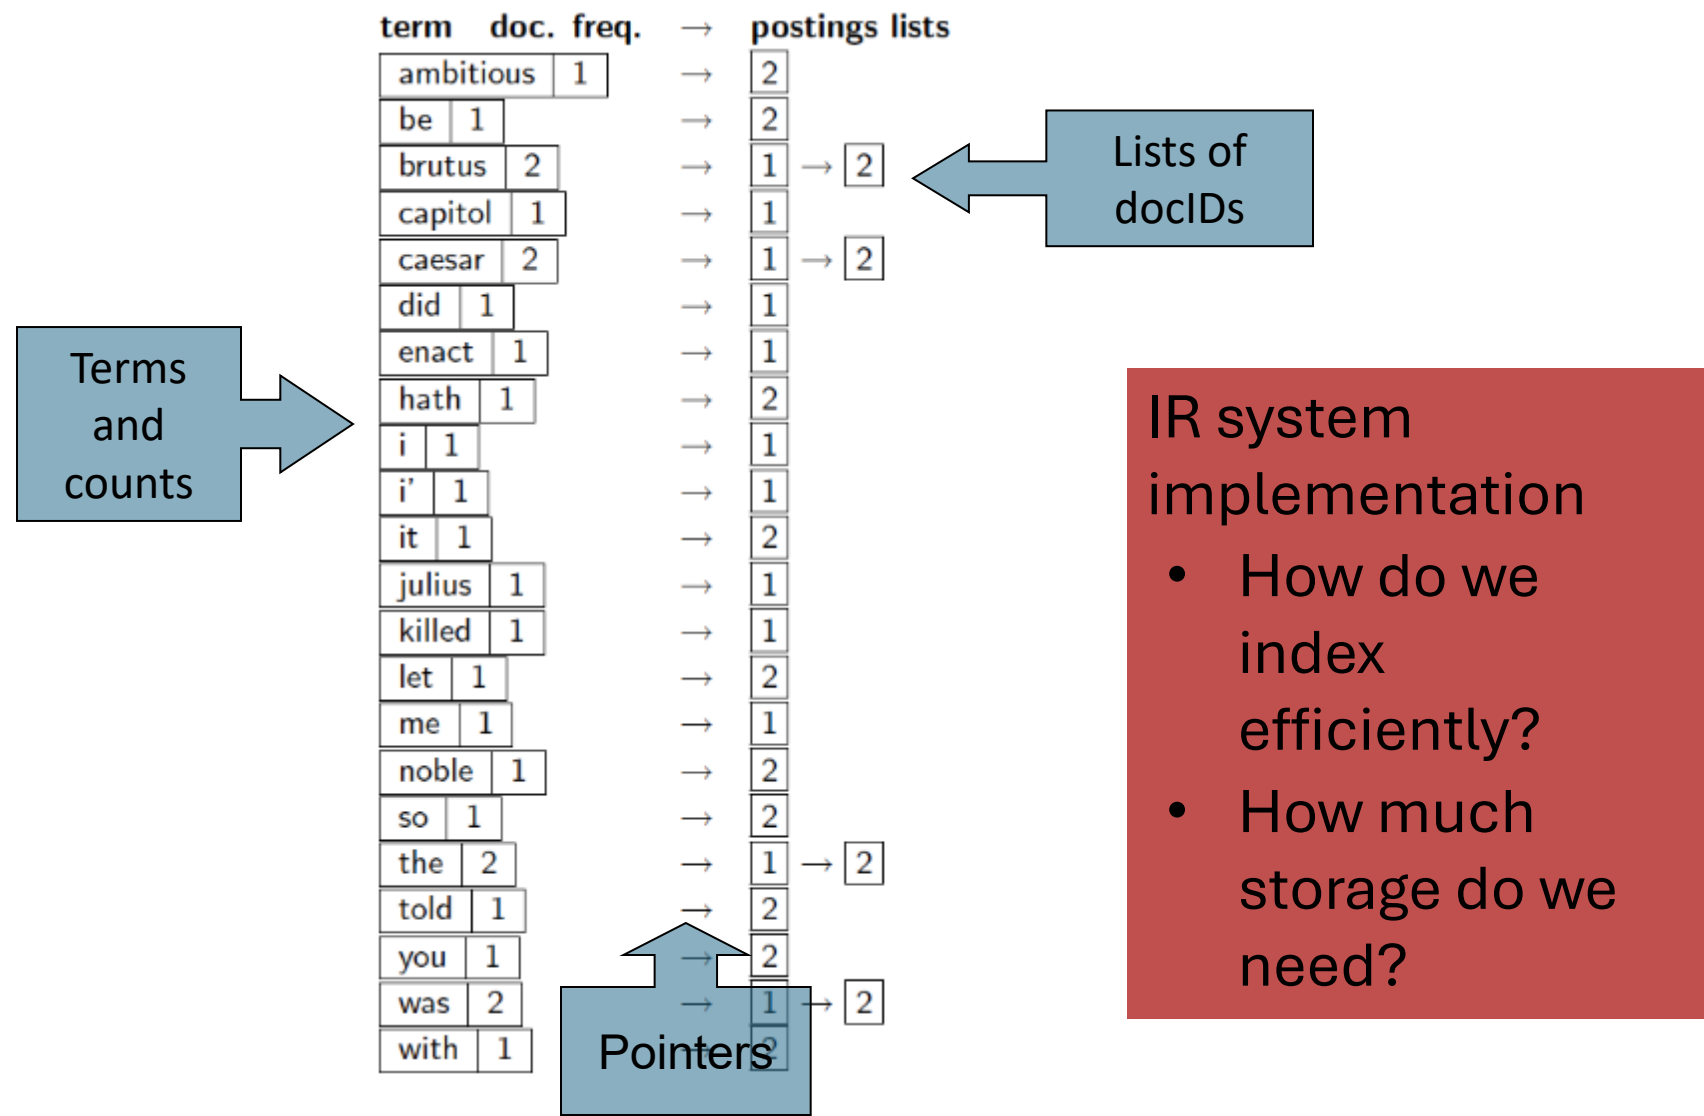 term doc. freq. → postings lists
ambitious 1 → 2
be 1 → 2
brutus 2 → 1 → 2
capitol 1 → 1
caesar 2 → 1 → 2
did 1 → 1
enact 1 → 1
hath 1 → 2
i 1 → 1
i' 1 → 1
it 1 → 2
julius 1 → 1
killed 1 → 1
let 1 → 2
me 1 → 1
noble 1 → 2
so 1 → 2
the 2 → 1 → 2
told 1 → 2
you 1 → 2
was 2 → 1 → 2
with 1 → 2
Terms
and
counts
Lists of
docIDs
Pointers
IR system
implementation
• How do we
index
efficiently?
• How much
storage do we
need?